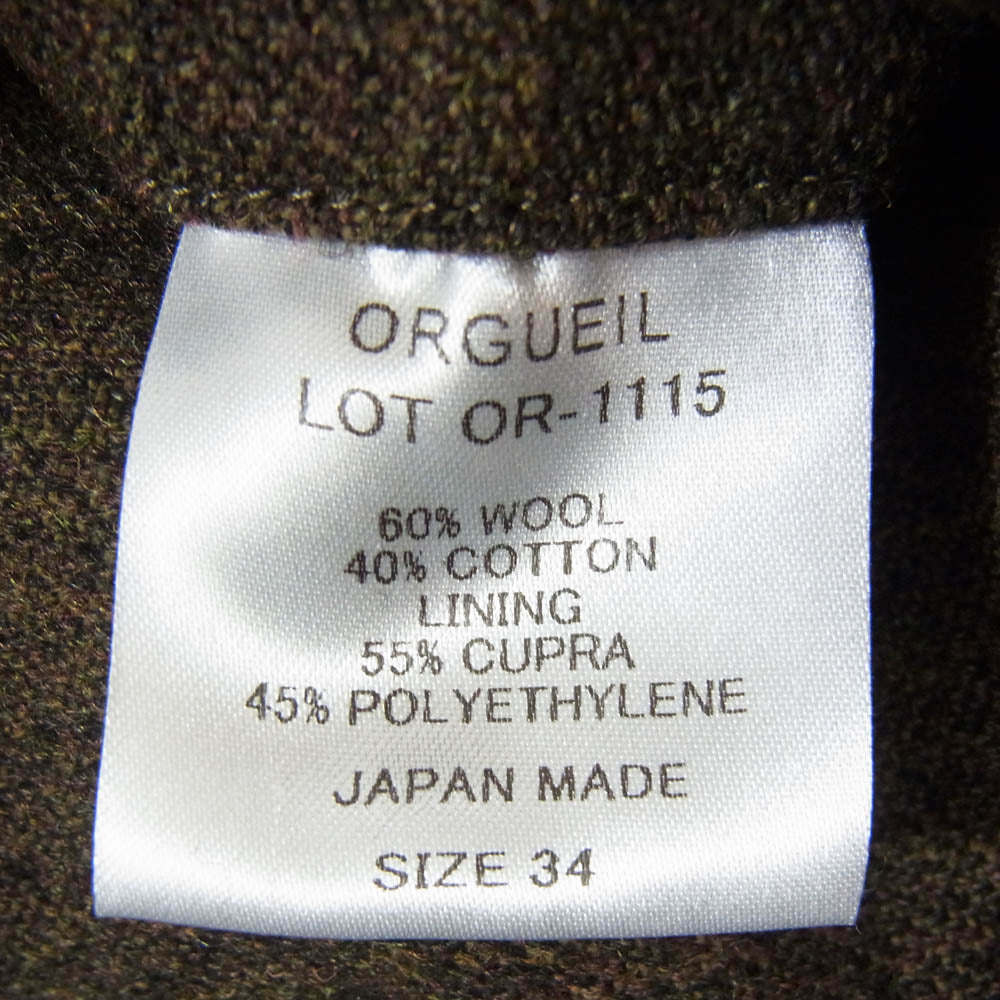 ORGUEIL
LOT OR-1115
60% WOOL
40% COTTON
LINING
55% CUPRA
45% POLYETHYLENE
JAPAN MADE
SIZE 34